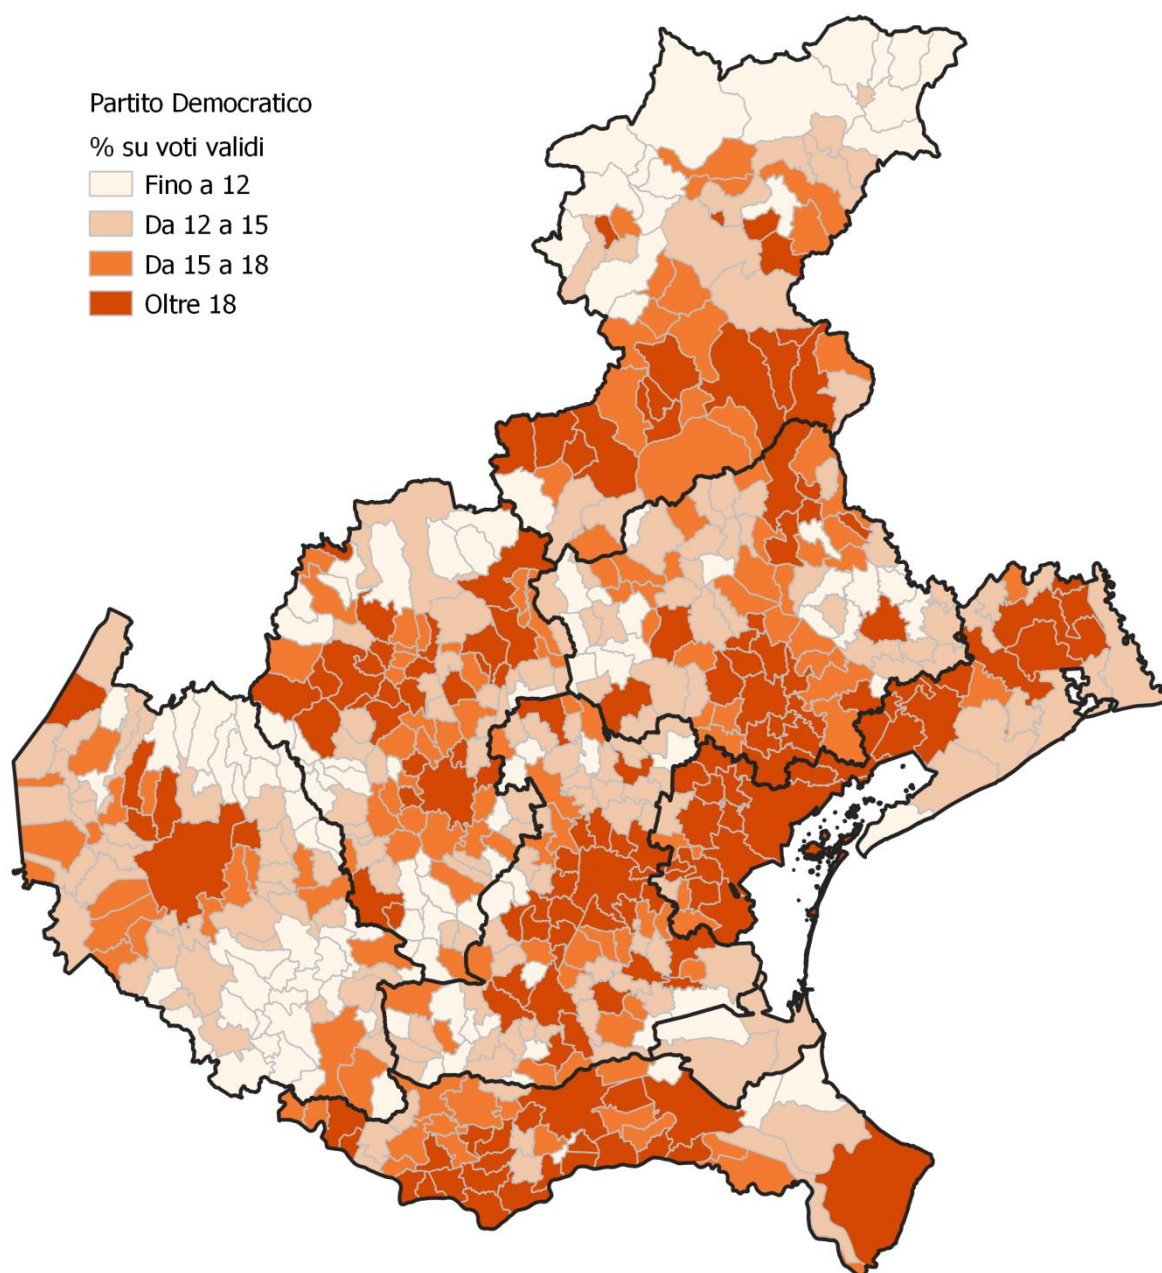 Partito Democratico
% su voti validi
Fino a 12
Da 12 a 15
Da 15 a 18
Oltre 18